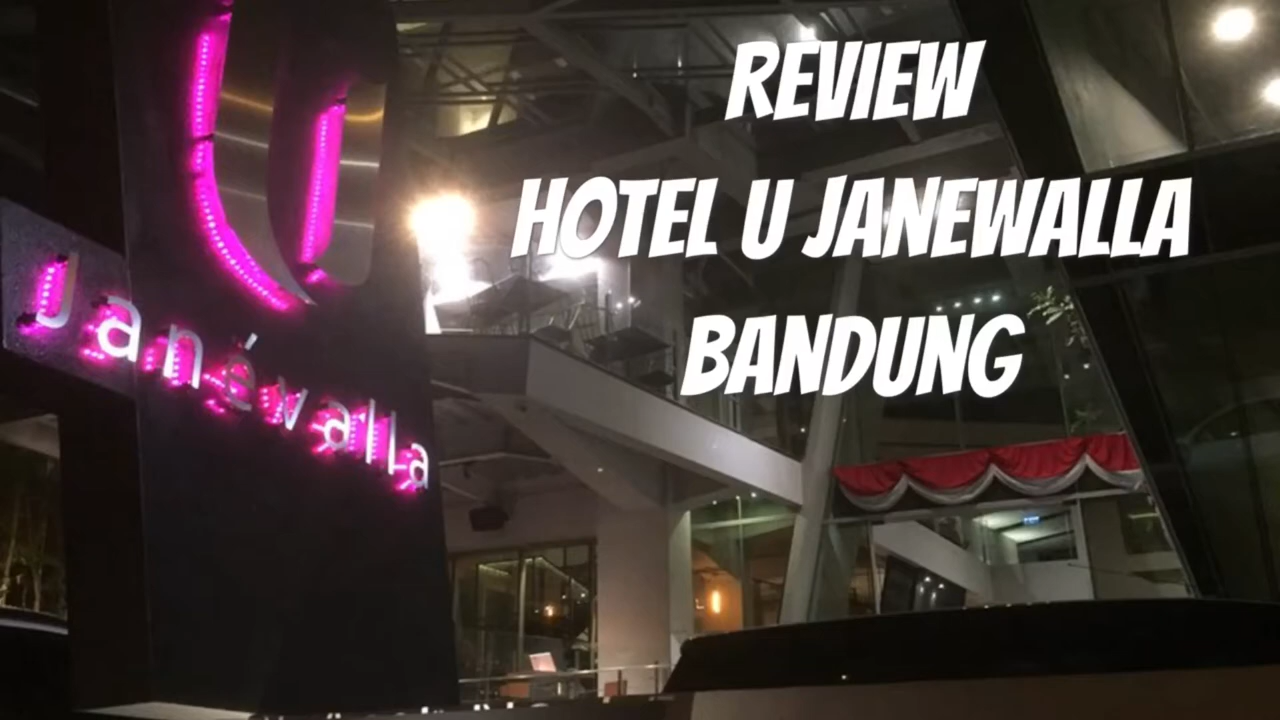 REVIEW
HOTEL U JANEWALLA
BANDUNG
U
Janévalla